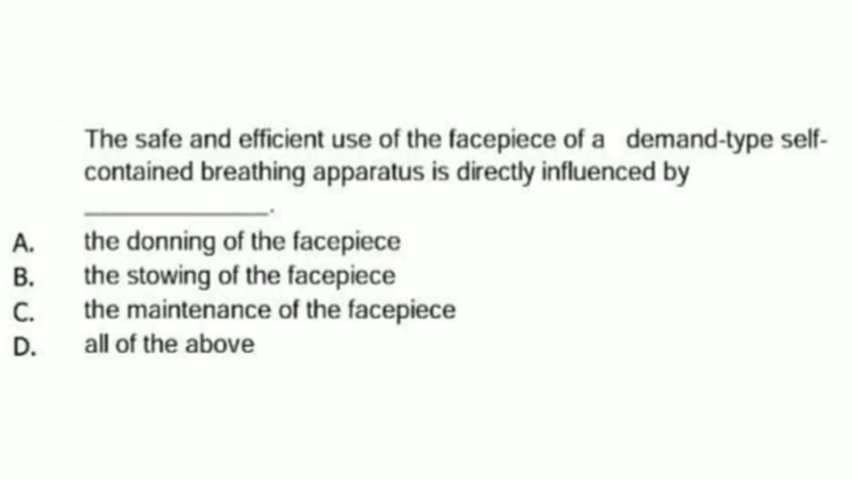 The safe and efficient use of the facepiece of a demand-type self-
contained breathing apparatus is directly influenced by
_______________.
A. the donning of the facepiece
B. the stowing of the facepiece
C. the maintenance of the facepiece
D. all of the above